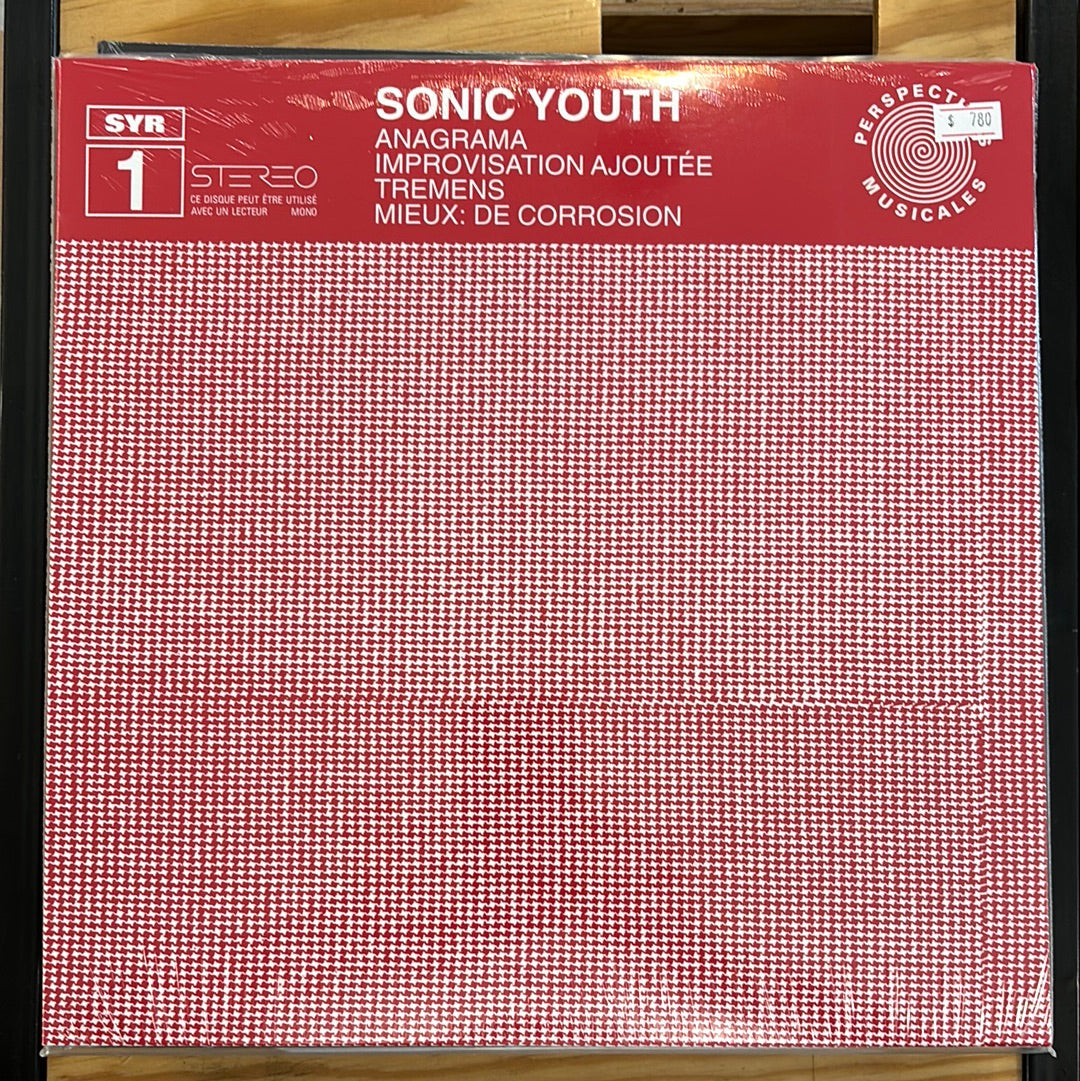 SYR
1
STEREO
CE DISQUE PEUT ÊTRE UTILISÉ
AVEC UN LECTEUR MONO
SONIC YOUTH
ANAGRAMA
IMPROVISATION AJOUTÉE
TREMENS
MIEUX: DE CORROSION
MUSICALES
$ 780